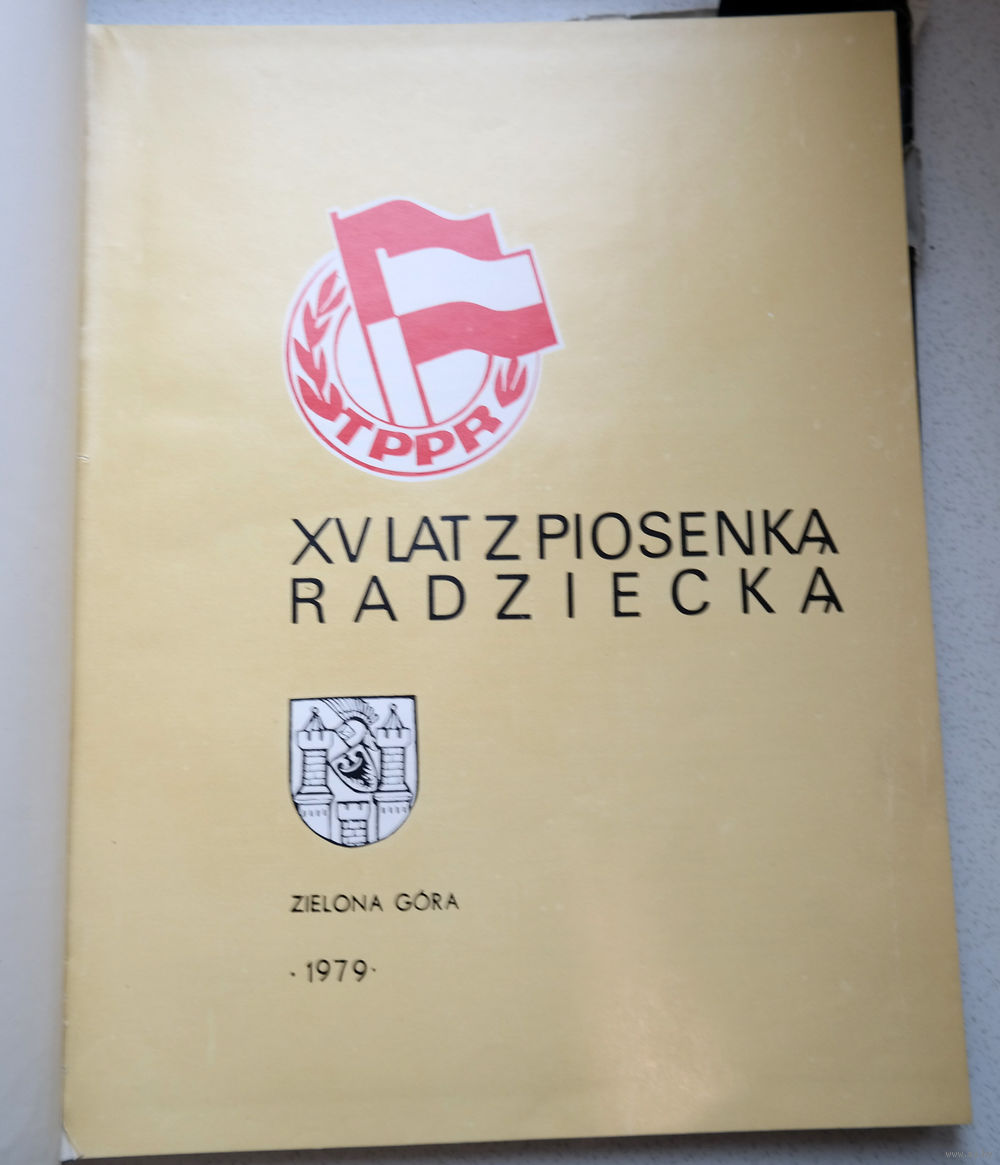 TPPR
XV LAT Z PIOSENKĄ
RADZIECKĄ
ZIELONA GÓRA
· 1979 ·